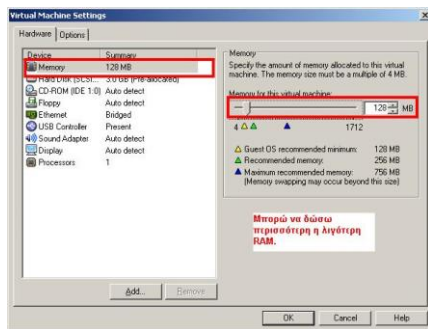 Virtual Machine Settings
Hardware Options
Device Summary
Memory 128 MB
Hard Disk (SCSI... 3.0 GB (Pre-allocated)
CD-ROM (IDE 1:0) Auto detect
Floppy Auto detect
Ethernet Bridged
USB Controller Present
Sound Adapter Auto detect
Display Auto detect
Processors 1
Add... Remove
Memory
Specify the amount of memory allocated to this virtual
machine. The memory size must be a multiple of 4 MB.
Memory for this virtual machine:
128 MB
4 1712
Guest OS recommended minimum: 128 MB
Recommended memory: 256 MB
Maximum recommended memory: 756 MB
(Memory swapping may occur beyond this size)
Μπορώ να δώσω
περισσότερη η λιγότερη
RAM.
OK Cancel Help